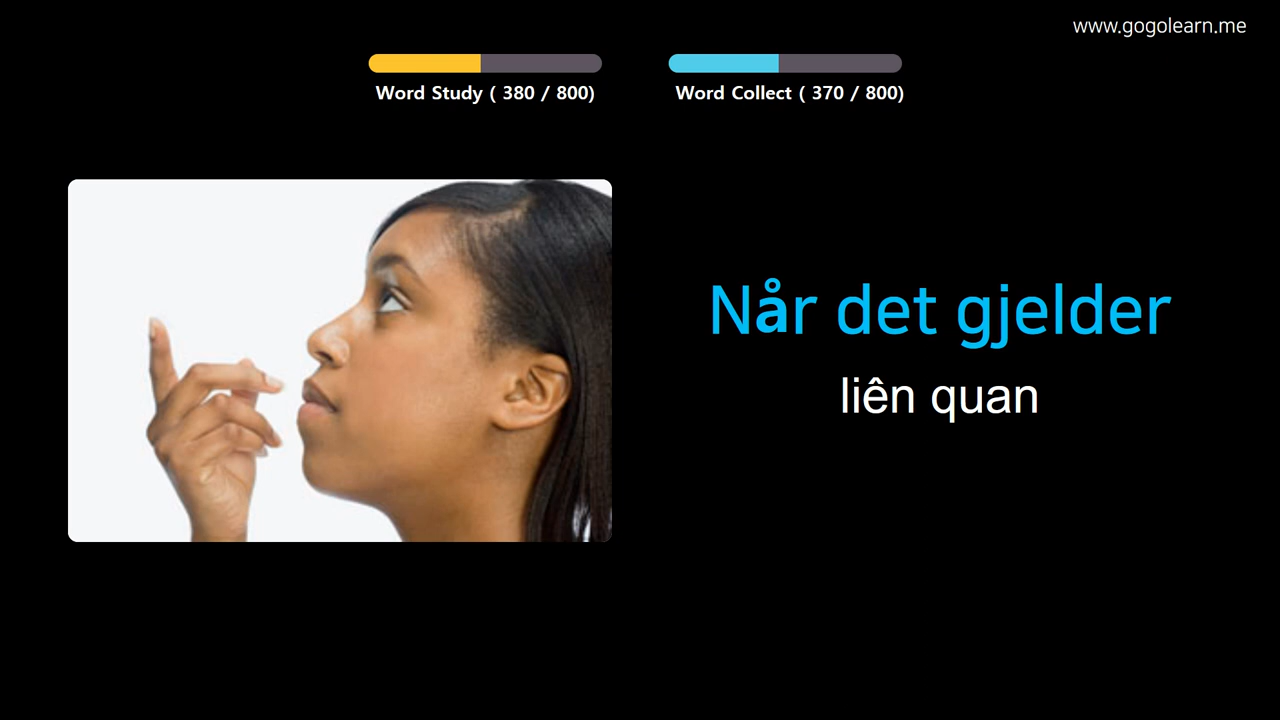 www.gogolearn.me
Word Study ( 380 / 800)
Word Collect ( 370 / 800)
Når det gjelder
liên quan